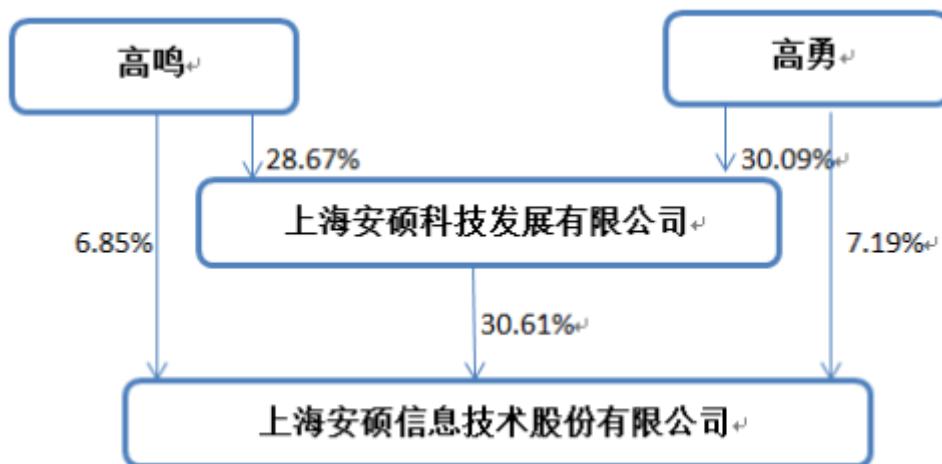 高鸣
高勇
28.67%
30.09%
上海安硕科技发展有限公司
6.85%
7.19%
30.61%
上海安硕信息技术股份有限公司